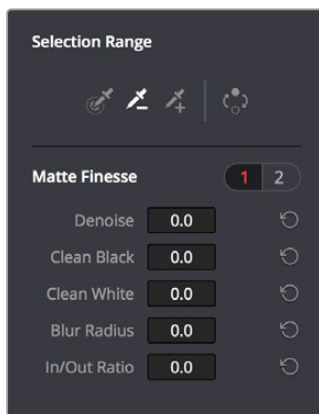 Selection Range
Matte Finesse 1 2
Denoise 0.0
Clean Black 0.0
Clean White 0.0
Blur Radius 0.0
In/Out Ratio 0.0